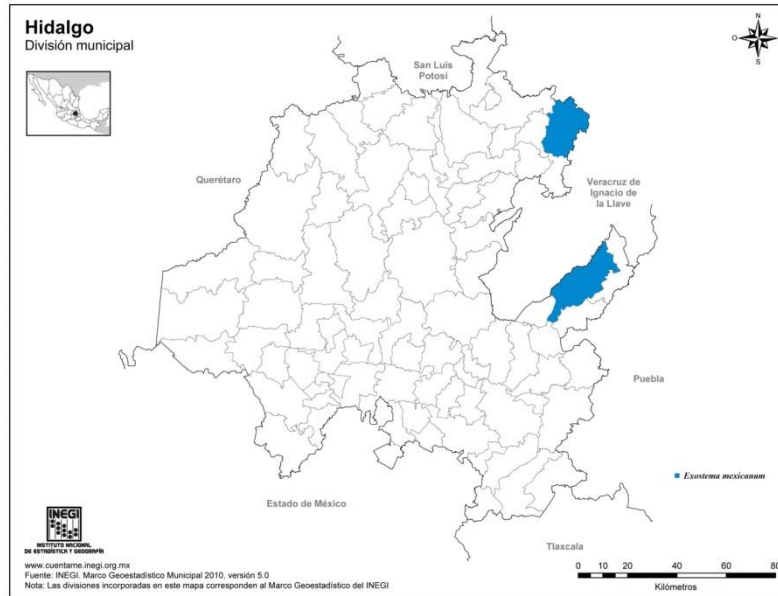 Hidalgo
División municipal
N
O
E
S
San Luis
Potosí
Querétaro
Veracruz de
Ignacio de
la Llave
Puebla
Exostema mexicanum
Estado de México
INEGI
INSTITUTO NACIONAL
DE ESTADÍSTICA Y GEOGRAFÍA
Tlaxcala
www.cuentame.inegi.org.mx
Fuente: INEGI. Marco Geoestadístico Municipal 2010, versión 5.0
Nota: Las divisiones incorporadas en este mapa corresponden al Marco Geoestadístico del INEGI
0 10 20 40 60 80
Kilómetros